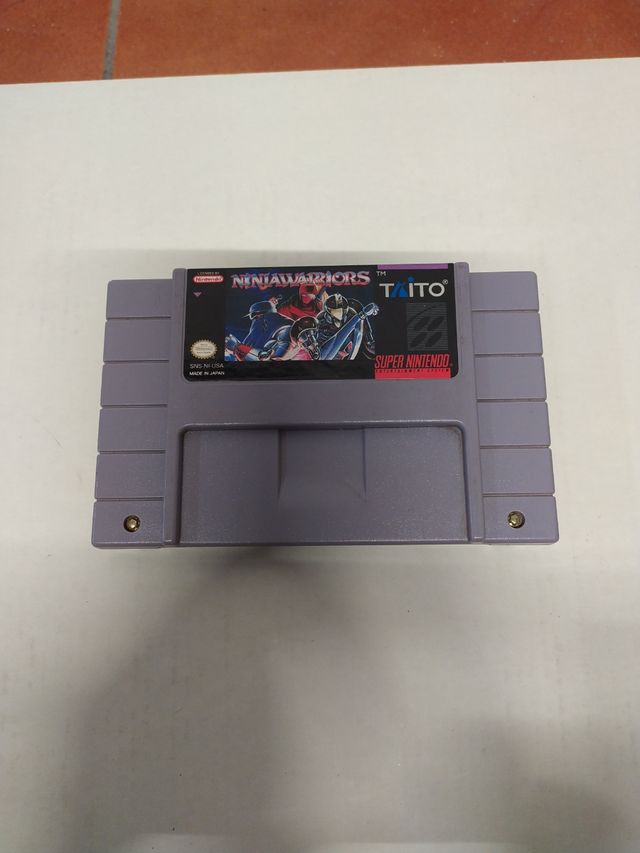 LICENSED BY
Nintendo
NINJAWARRIORS ™
TAITO®
SNS-NI-USA
MADE IN JAPAN
SUPER NINTENDO
ENTERTAINMENT SYSTEM